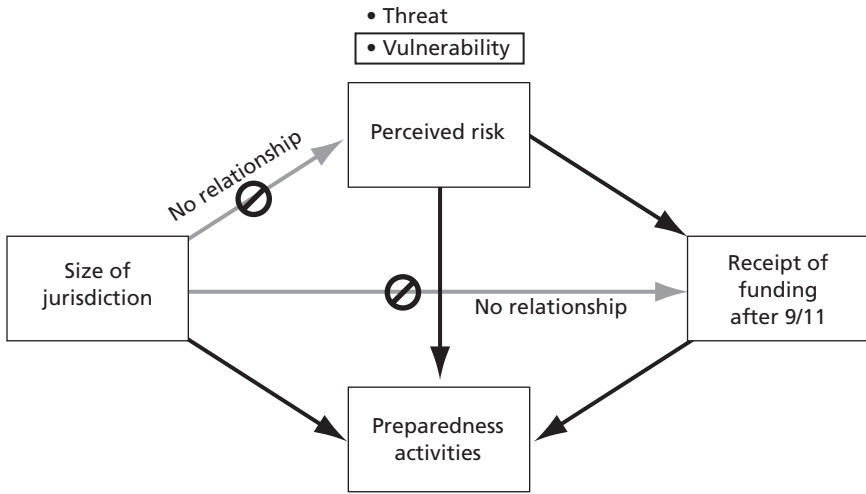 • Threat
• Vulnerability
Perceived risk
No relationship
Size of
jurisdiction
Receipt of
funding
after 9/11
No relationship
Preparedness
activities